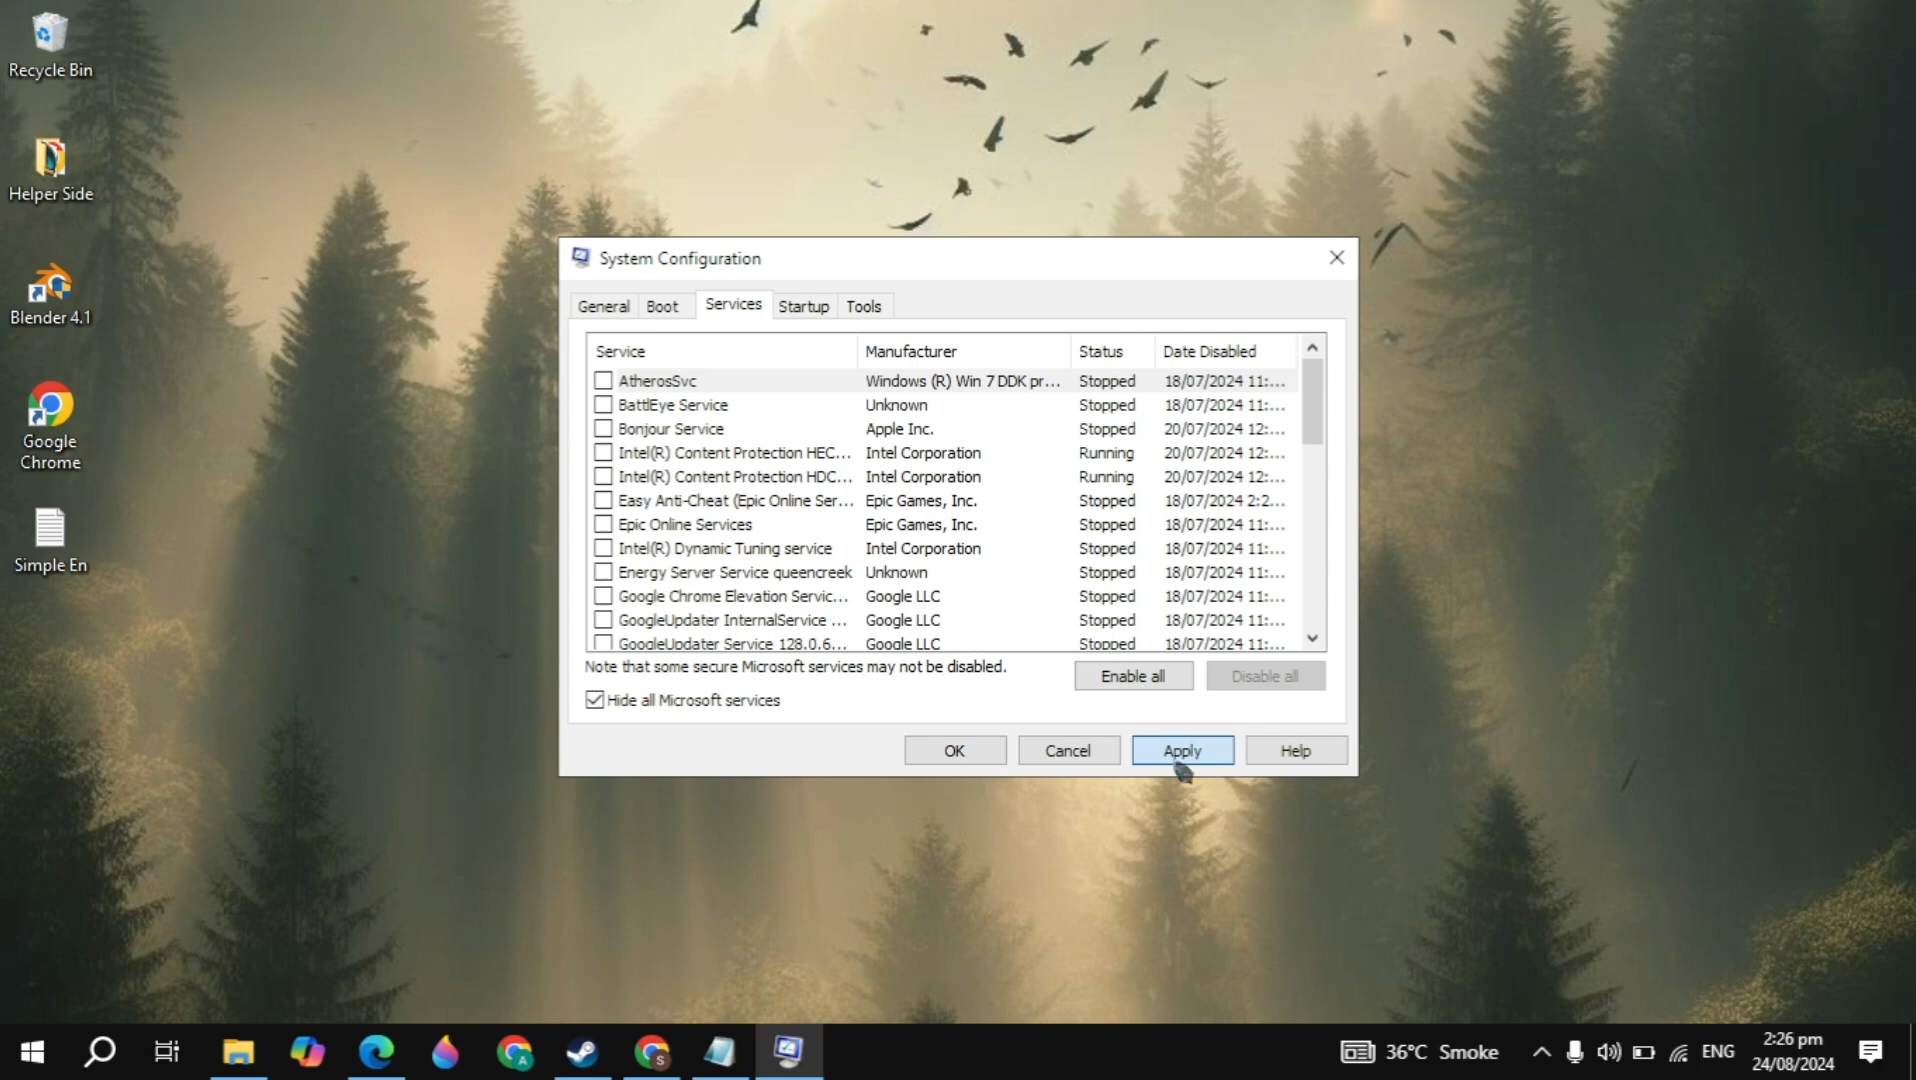 Recycle Bin
Helper Side
Blender 4.1
Google
Chrome
Simple En
System Configuration
General Boot Services Startup Tools
Service Manufacturer Status Date Disabled
AtherosSvc Windows (R) Win 7 DDK pr... Stopped 18/07/2024 11:...
BattlEye Service Unknown Stopped 18/07/2024 11:...
Bonjour Service Apple Inc. Stopped 20/07/2024 12:...
Intel(R) Content Protection HEC... Intel Corporation Running 20/07/2024 12:...
Intel(R) Content Protection HDC... Intel Corporation Running 20/07/2024 12:...
Easy Anti-Cheat (Epic Online Ser... Epic Games, Inc. Stopped 18/07/2024 2:2...
Epic Online Services Epic Games, Inc. Stopped 18/07/2024 11:...
Intel(R) Dynamic Tuning service Intel Corporation Stopped 18/07/2024 11:...
Energy Server Service queencreek Unknown Stopped 18/07/2024 11:...
Google Chrome Elevation Servic... Google LLC Stopped 18/07/2024 11:...
GoogleUpdater InternalService ... Google LLC Stopped 18/07/2024 11:...
GoogleUpdater Service 128.0.6... Google LLC Stopped 18/07/2024 11:...
Note that some secure Microsoft services may not be disabled.
Enable all Disable all
Hide all Microsoft services
OK Cancel Apply Help
A
S
36°C Smoke
ENG
2:26 pm
24/08/2024